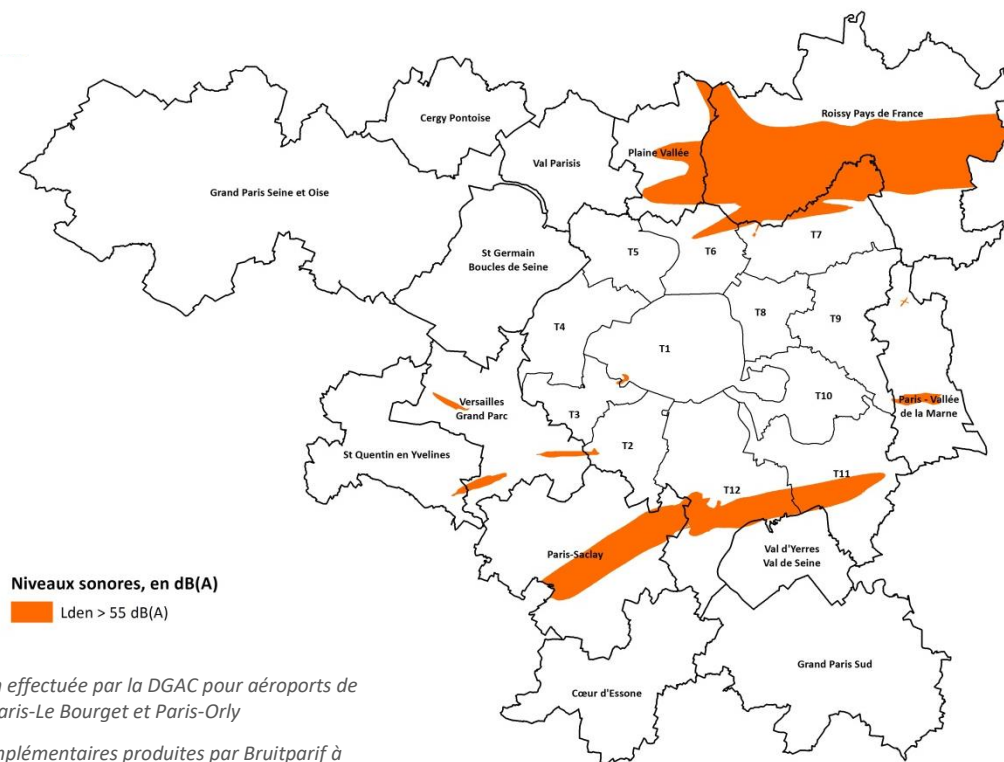 Cergy Pontoise
Roissy Pays de France
Plaine Vallée
Val Parisis
Grand Paris Seine et Oise
T5
T6
T7
St Germain
Boucles de Seine
T4
T8
T9
T1
Versailles
Grand Parc
T3
T10
Paris - Vallée
de la Marne
T2
St Quentin en Yvelines
T11
T12
Paris-Saclay
Val d'Yerres
Val de Seine
Niveaux sonores, en dB(A)
Lden > 55 dB(A)
Grand Paris Sud
Cœur d'Essone
effectuée par la DGAC pour aéroports de
aris-Le Bourget et Paris-Orly
mplémentaires produites par Bruitparif à